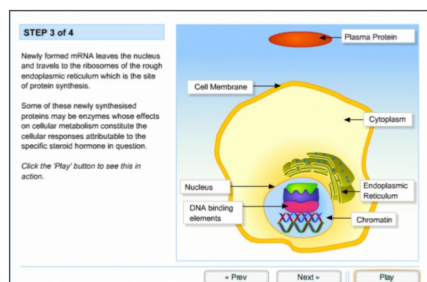 STEP 3 of 4
Newly formed mRNA leaves the nucleus
and travels to the ribosomes of the rough
endoplasmic reticulum which is the site
of protein synthesis.
Some of these newly synthesised
proteins may be enzymes whose effects
on cellular metabolism constitute the
cellular responses attributable to the
specific steroid hormone in question.
Click the 'Play' button to see this in
action.
Plasma Protein
Cell Membrane
Cytoplasm
Nucleus
Endoplasmic
Reticulum
DNA binding
elements
Chromatin
« Prev
Next »
Play